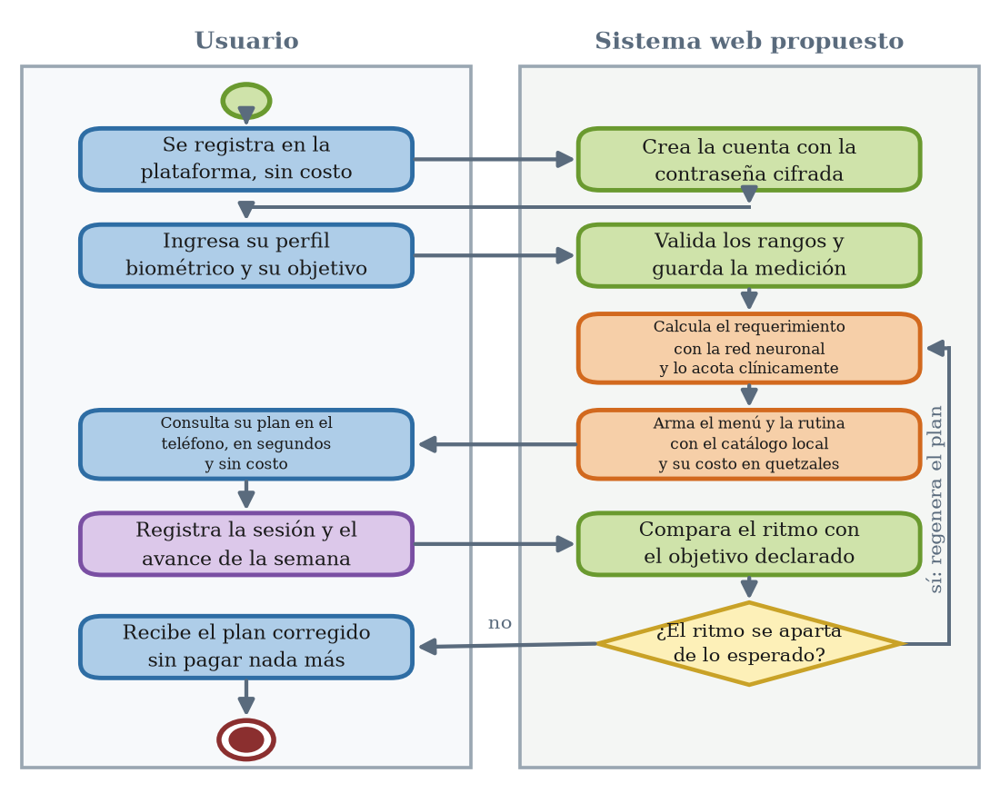 Usuario
Sistema web propuesto
Se registra en la
plataforma, sin costo
Crea la cuenta con la
contraseña cifrada
Ingresa su perfil
biométrico y su objetivo
Valida los rangos y
guarda la medición
Calcula el requerimiento
con la red neuronal
y lo acota clínicamente
Consulta su plan en el
teléfono, en segundos
y sin costo
Arma el menú y la rutina
con el catálogo local
y su costo en quetzales
sí: regenera el plan
Registra la sesión y el
avance de la semana
Compara el ritmo con
el objetivo declarado
Recibe el plan corregido
sin pagar nada más
no
¿El ritmo se aparta
de lo esperado?